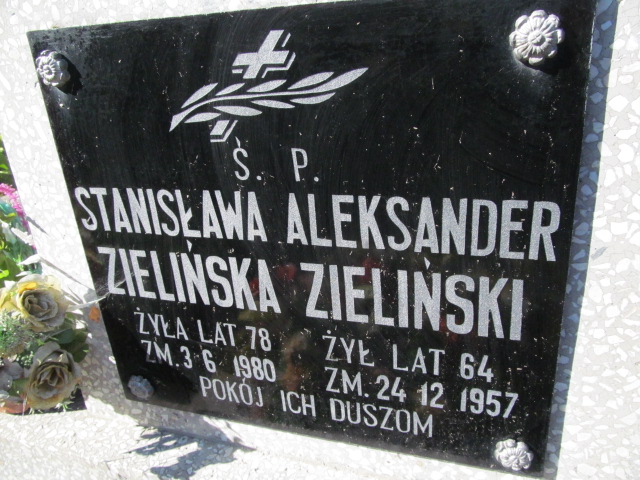 Ś. P.
STANISŁAWA ALEKSANDER
ZIELIŃSKA ZIELIŃSKI
ŻYŁA LAT 78 ŻYŁ LAT 64
ZM. 3 6 1980 ZM. 24 12 1957
POKÓJ ICH DUSZOM